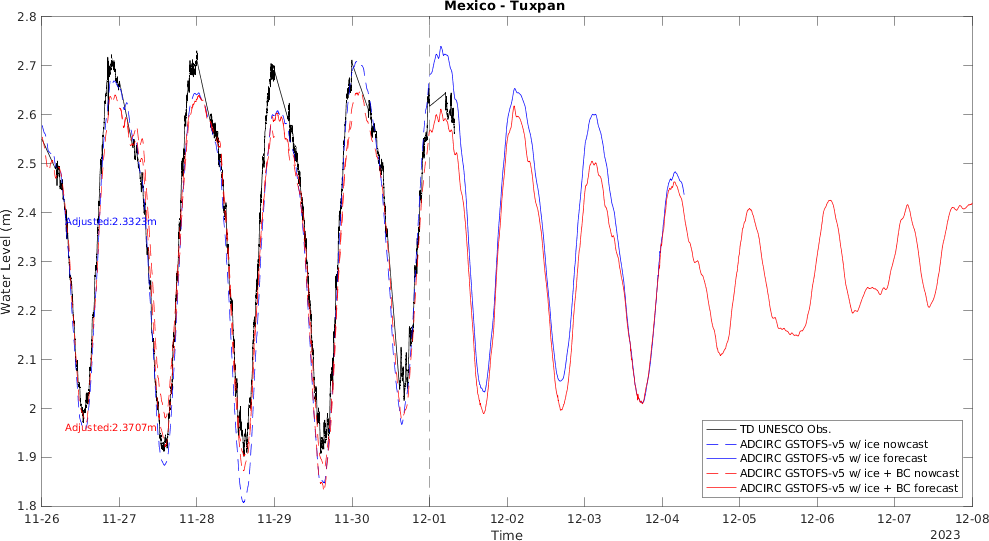 Mexico - Tuxpan
2.8
2.7
2.6
2.5
2.4
2.3
2.2
2.1
2
1.9
1.8
Water Level (m)
Adjusted:2.3323m
Adjusted:2.3707m
TD UNESCO Obs.
ADCIRC GSTOFS-v5 w/ ice nowcast
ADCIRC GSTOFS-v5 w/ ice forecast
ADCIRC GSTOFS-v5 w/ ice + BC nowcast
ADCIRC GSTOFS-v5 w/ ice + BC forecast
11-26 11-27 11-28 11-29 11-30 12-01 12-02 12-03 12-04 12-05 12-06 12-07 12-08
Time
2023